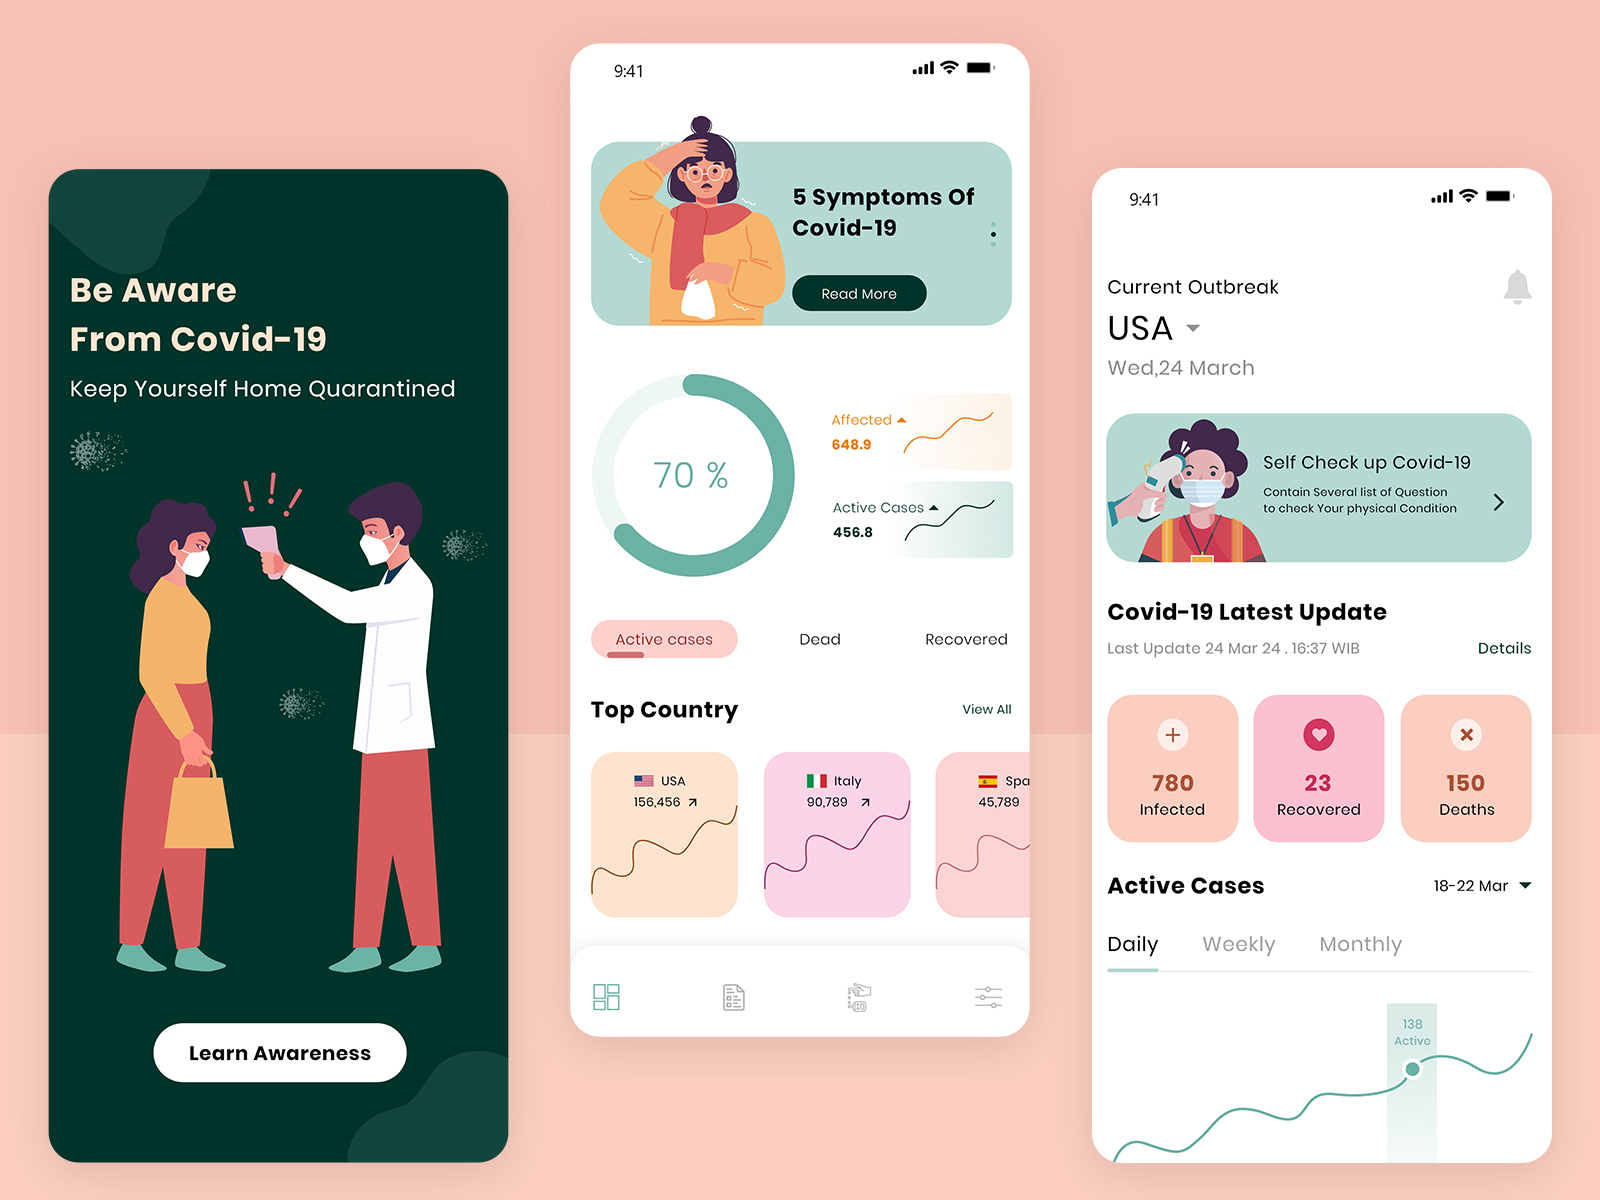 Be Aware
From Covid-19
Keep Yourself Home Quarantined
Learn Awareness
9:41
5 Symptoms Of
Covid-19
Read More
70 %
Affected
648.9
Active Cases
456.8
Active cases
Dead
Recovered
Top Country
View All
USA
156,456
Italy
90,789
Spa
45,789
9:41
Current Outbreak
USA
Wed,24 March
Self Check up Covid-19
Contain Several list of Question
to check Your physical Condition
Covid-19 Latest Update
Last Update 24 Mar 24 . 16:37 WIB
Details
780
Infected
23
Recovered
150
Deaths
Active Cases
18-22 Mar
Daily
Weekly
Monthly
138
Active